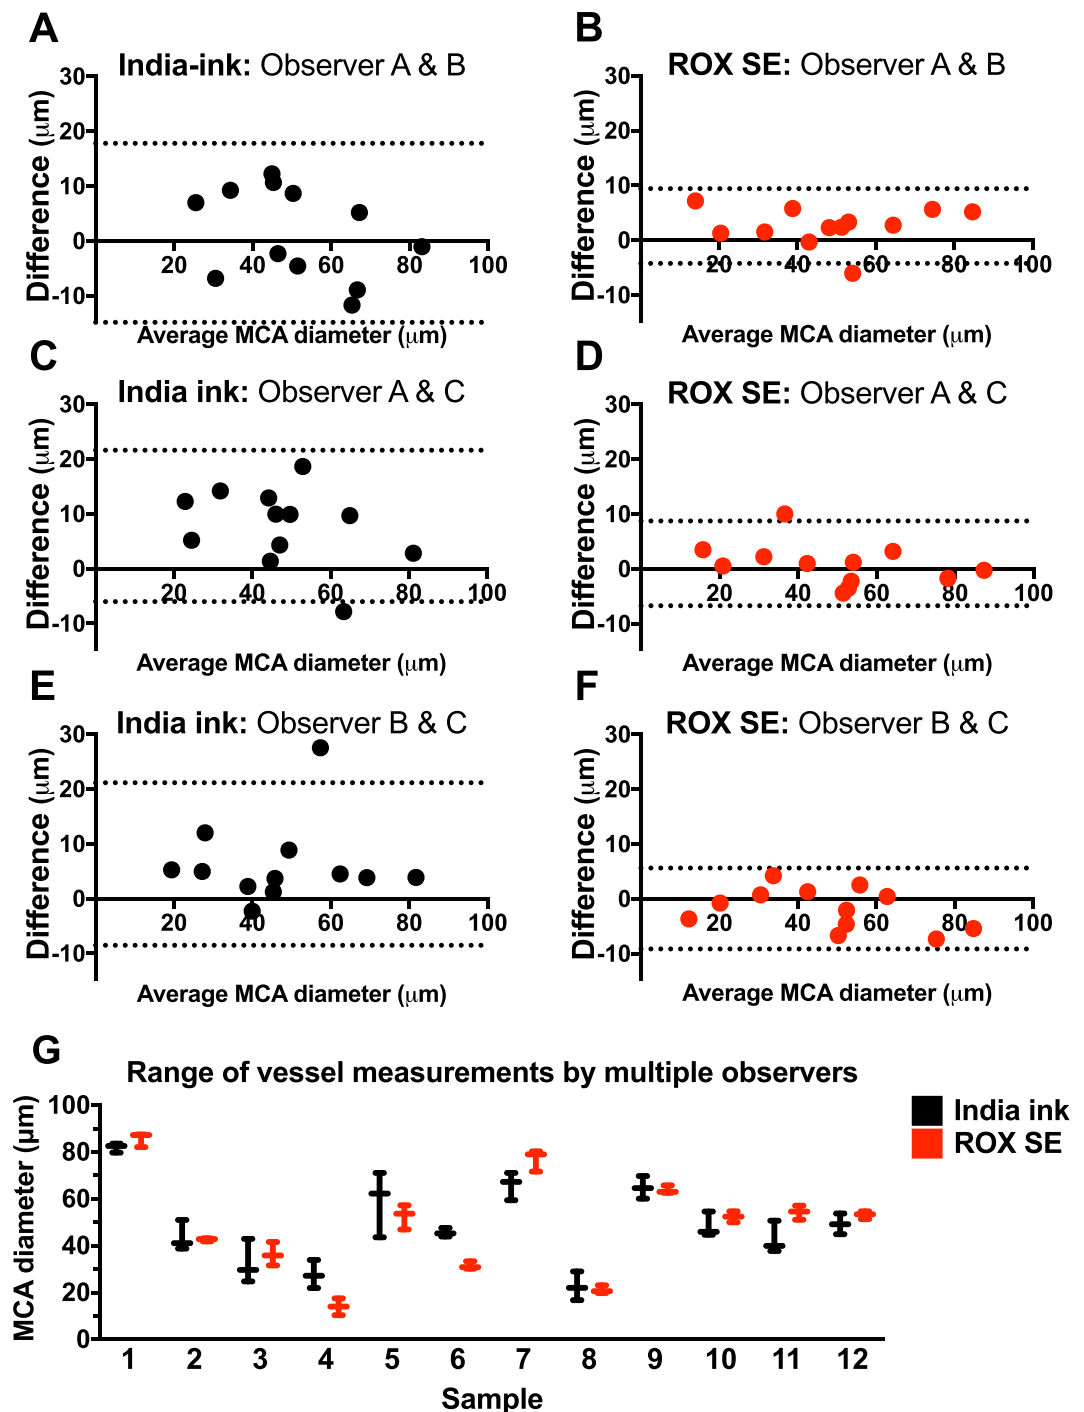 A
India-ink: Observer A & B
Difference (μm)
30
20
10
0
-10
20 40 60 80 100
Average MCA diameter (μm)
B
ROX SE: Observer A & B
Difference (μm)
30
20
10
0
-10
20 40 60 80 100
Average MCA diameter (μm)
C
India ink: Observer A & C
Difference (μm)
30
20
10
0
-10
20 40 60 80 100
Average MCA diameter (μm)
D
ROX SE: Observer A & C
Difference (μm)
30
20
10
0
-10
20 40 60 80 100
Average MCA diameter (μm)
E
India ink: Observer B & C
Difference (μm)
30
20
10
0
-10
20 40 60 80 100
Average MCA diameter (μm)
F
ROX SE: Observer B & C
Difference (μm)
30
20
10
0
-10
20 40 60 80 100
Average MCA diameter (μm)
G
Range of vessel measurements by multiple observers
MCA diameter (μm)
100
80
60
40
20
0
1 2 3 4 5 6 7 8 9 10 11 12
Sample
India ink
ROX SE